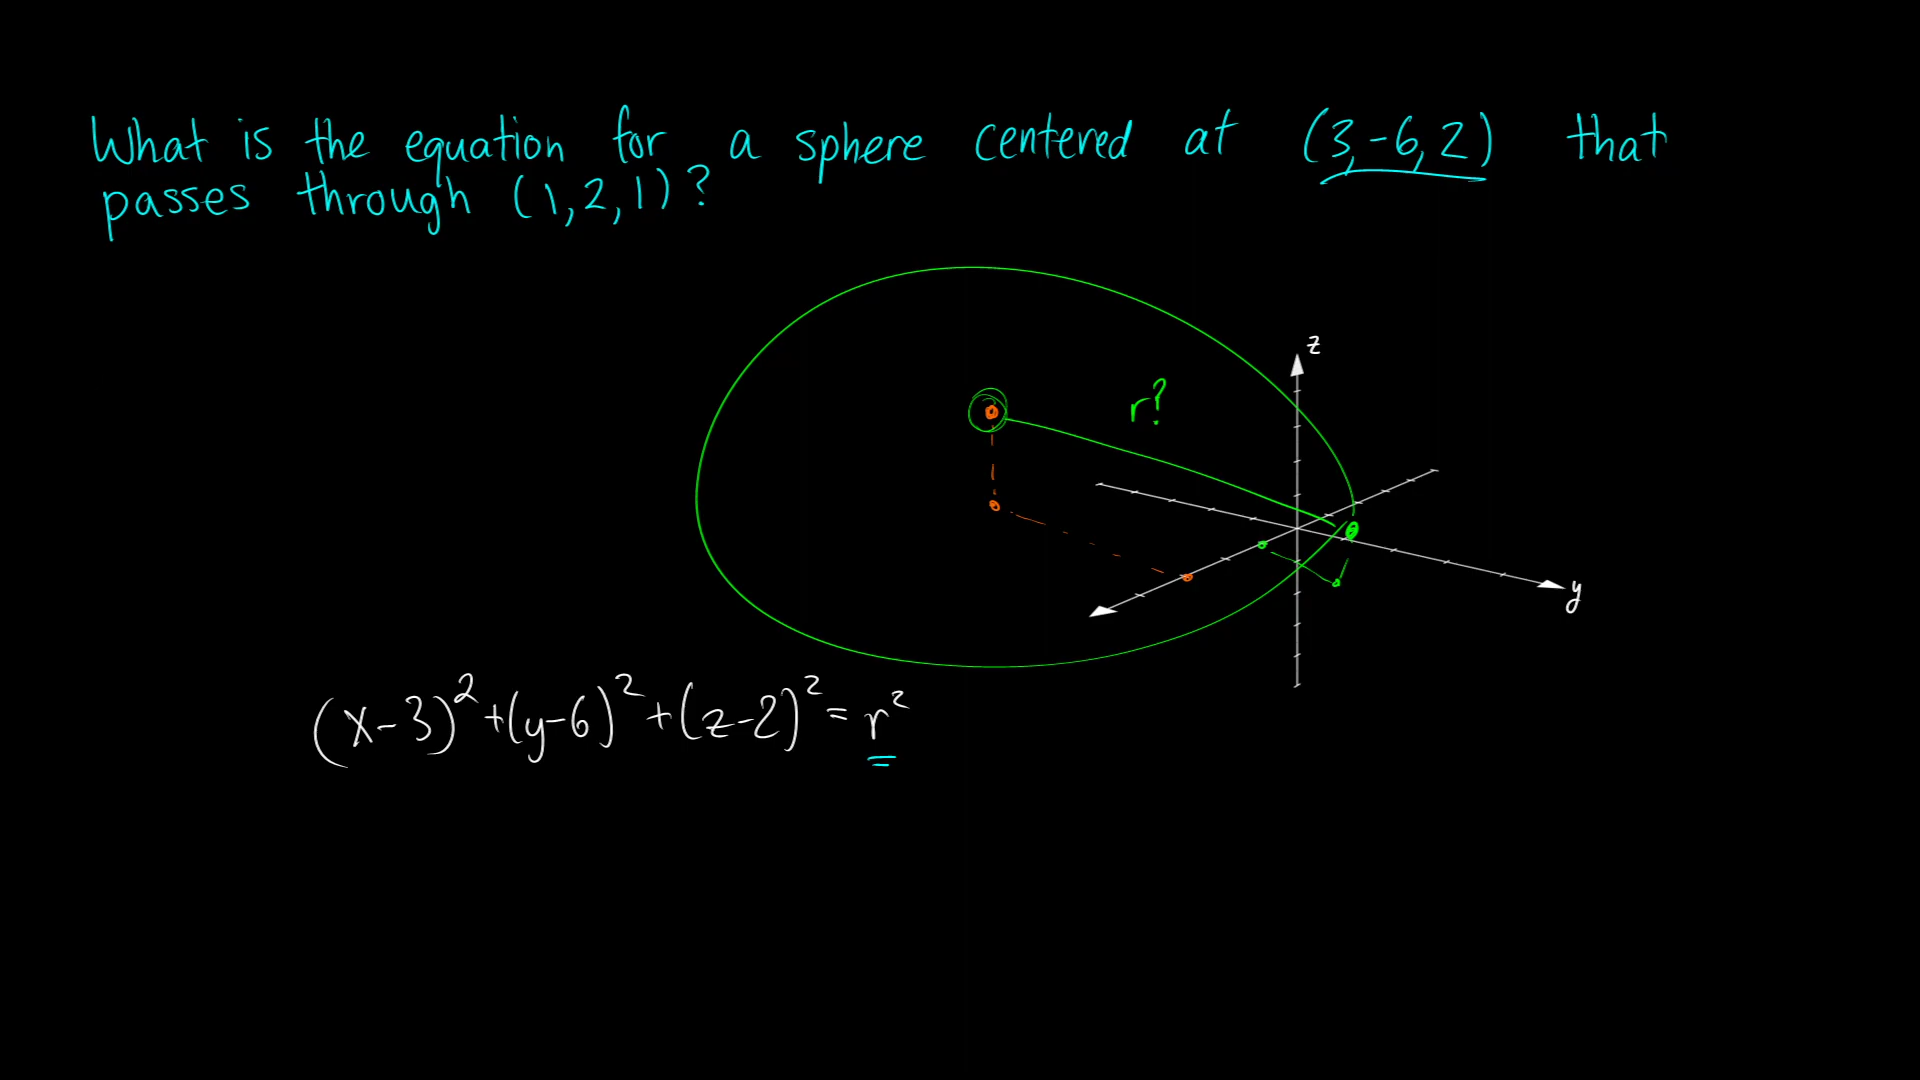 What is the equation for a sphere centered at (3,-6,2) that
passes through (1,2,1)?
z
r?
y
(x-3)²+(y-6)²+(z-2)²=r²